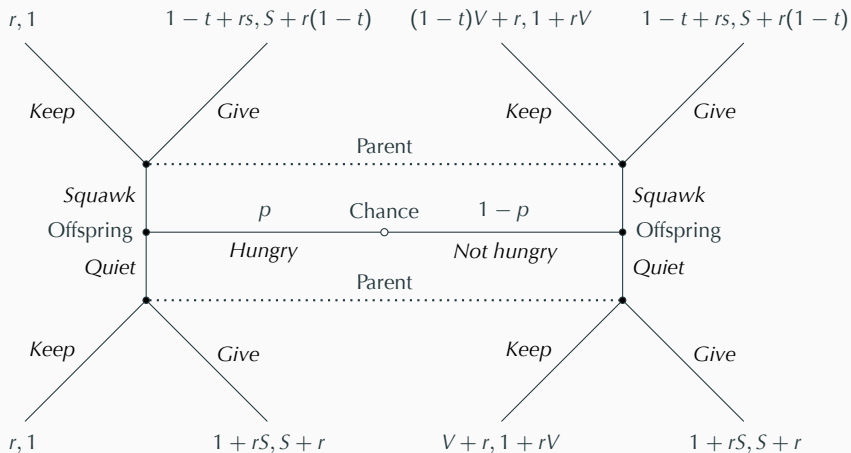 r, 1 1 − t + rs, S + r(1 − t) (1 − t)V + r, 1 + rV 1 − t + rs, S + r(1 − t)
Keep Give Keep Give
Parent
Squawk Squawk
p Chance 1 − p
Offspring Offspring
Hungry Not hungry
Quiet Quiet
Parent
Keep Give Keep Give
r, 1 1 + rS, S + r V + r, 1 + rV 1 + rS, S + r